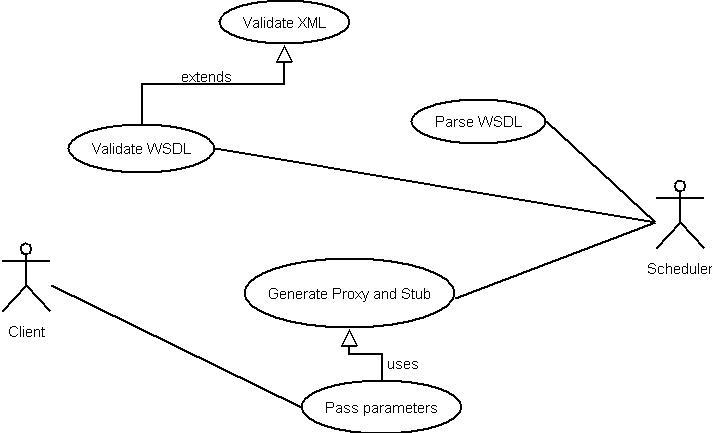 Validate XML
extends
Parse WSDL
Validate WSDL
Scheduler
Generate Proxy and Stub
Client
uses
Pass parameters